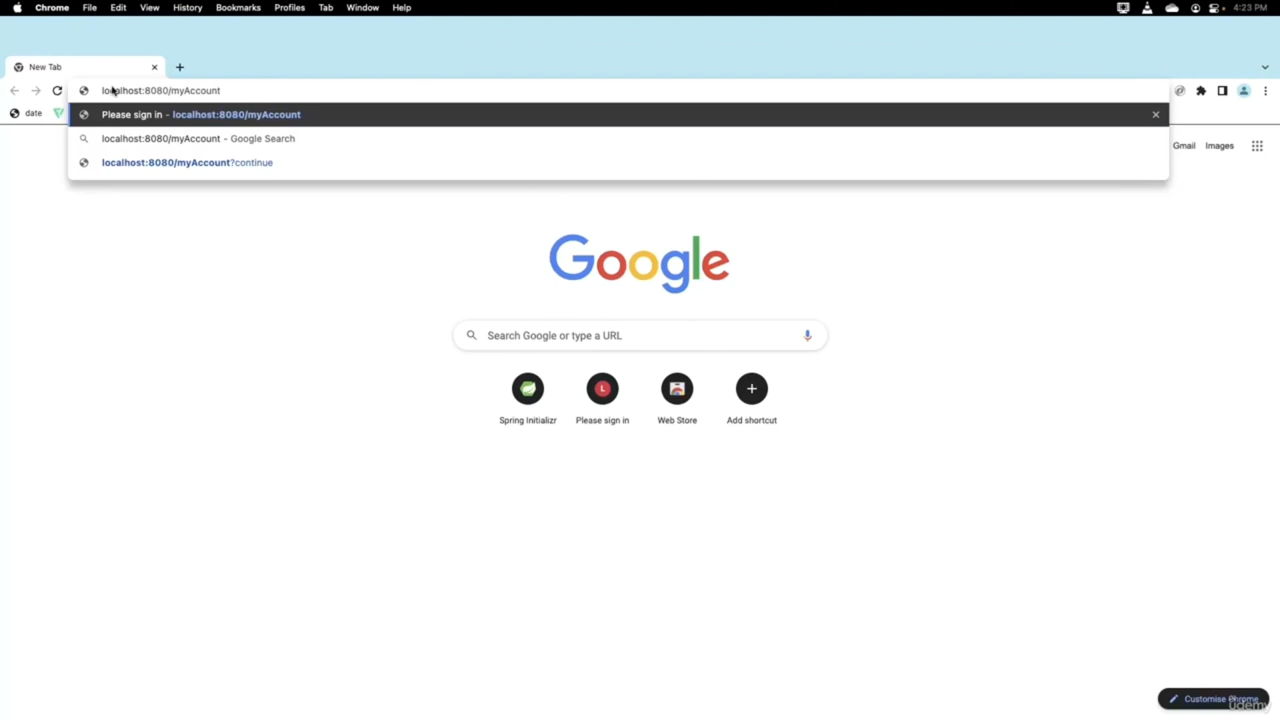 Chrome File Edit View History Bookmarks Profiles Tab Window Help 4:23 PM
New Tab
localhost:8080/myAccount
date
Please sign in - localhost:8080/myAccount
localhost:8080/myAccount - Google Search
localhost:8080/myAccount?continue
Gmail Images
Google
Search Google or type a URL
L
Spring Initializr Please sign in Web Store Add shortcut
Customise Chrome
udemy